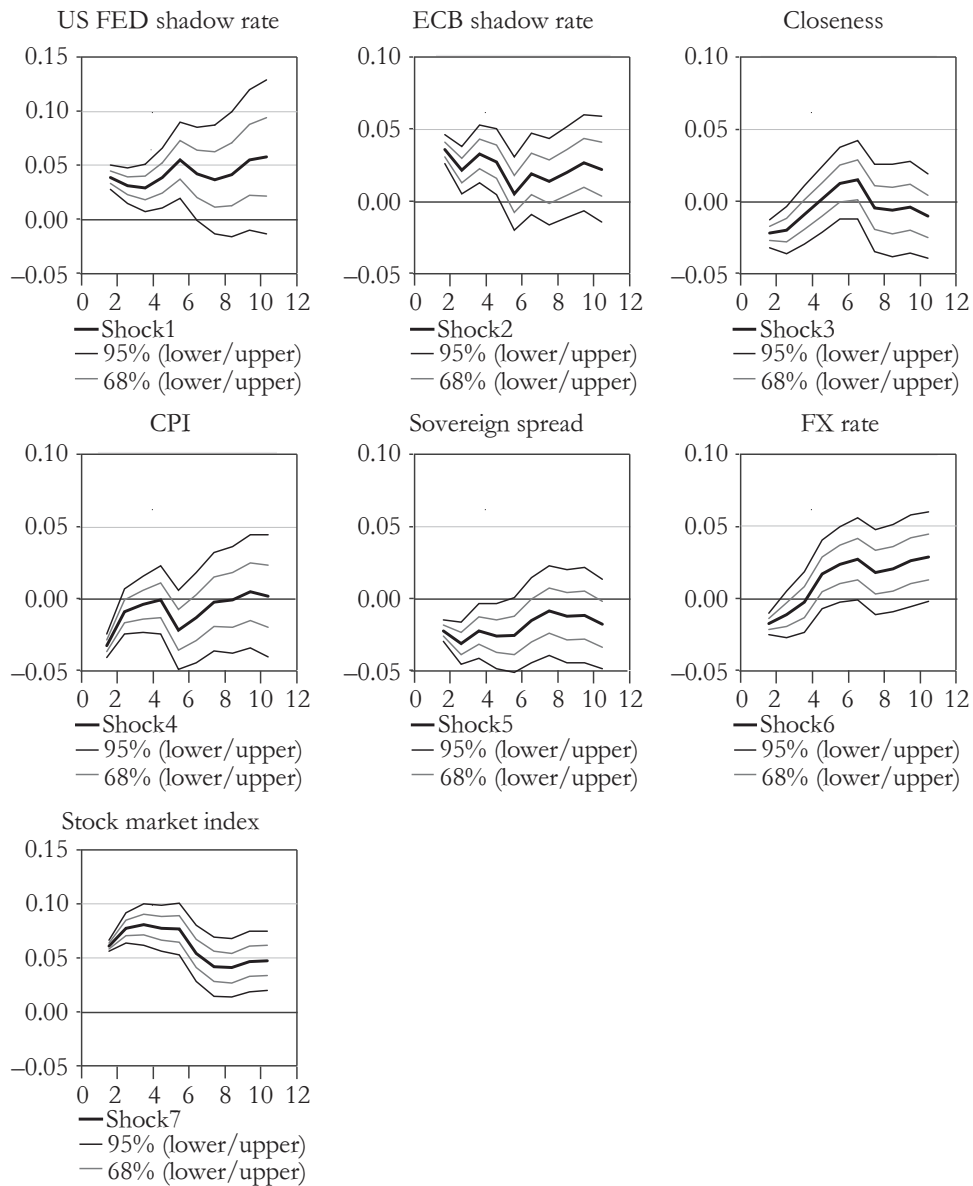 US FED shadow rate
0.15
0.10
0.05
0.00
–0.05
0 2 4 6 8 10 12
Shock1
95% (lower/upper)
68% (lower/upper)
ECB shadow rate
0.10
0.05
0.00
–0.05
0 2 4 6 8 10 12
Shock2
95% (lower/upper)
68% (lower/upper)
Closeness
0.10
0.05
0.00
–0.05
0 2 4 6 8 10 12
Shock3
95% (lower/upper)
68% (lower/upper)
CPI
0.10
0.05
0.00
–0.05
0 2 4 6 8 10 12
Shock4
95% (lower/upper)
68% (lower/upper)
Sovereign spread
0.10
0.05
0.00
–0.05
0 2 4 6 8 10 12
Shock5
95% (lower/upper)
68% (lower/upper)
FX rate
0.10
0.05
0.00
–0.05
0 2 4 6 8 10 12
Shock6
95% (lower/upper)
68% (lower/upper)
Stock market index
0.15
0.10
0.05
0.00
–0.05
0 2 4 6 8 10 12
Shock7
95% (lower/upper)
68% (lower/upper)